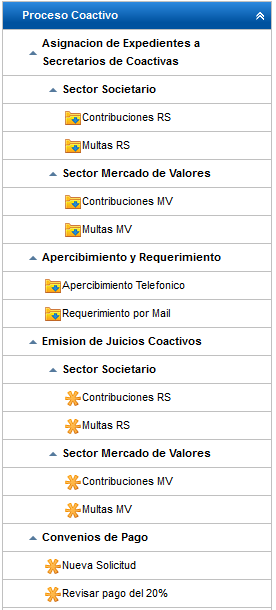 Proceso Coactivo
Asignacion de Expedientes a
Secretarios de Coactivas
Sector Societario
Contribuciones RS
Multas RS
Sector Mercado de Valores
Contribuciones MV
Multas MV
Apercibimiento y Requerimiento
Apercibimiento Telefonico
Requerimiento por Mail
Emision de Juicios Coactivos
Sector Societario
Contribuciones RS
Multas RS
Sector Mercado de Valores
Contribuciones MV
Multas MV
Convenios de Pago
Nueva Solicitud
Revisar pago del 20%